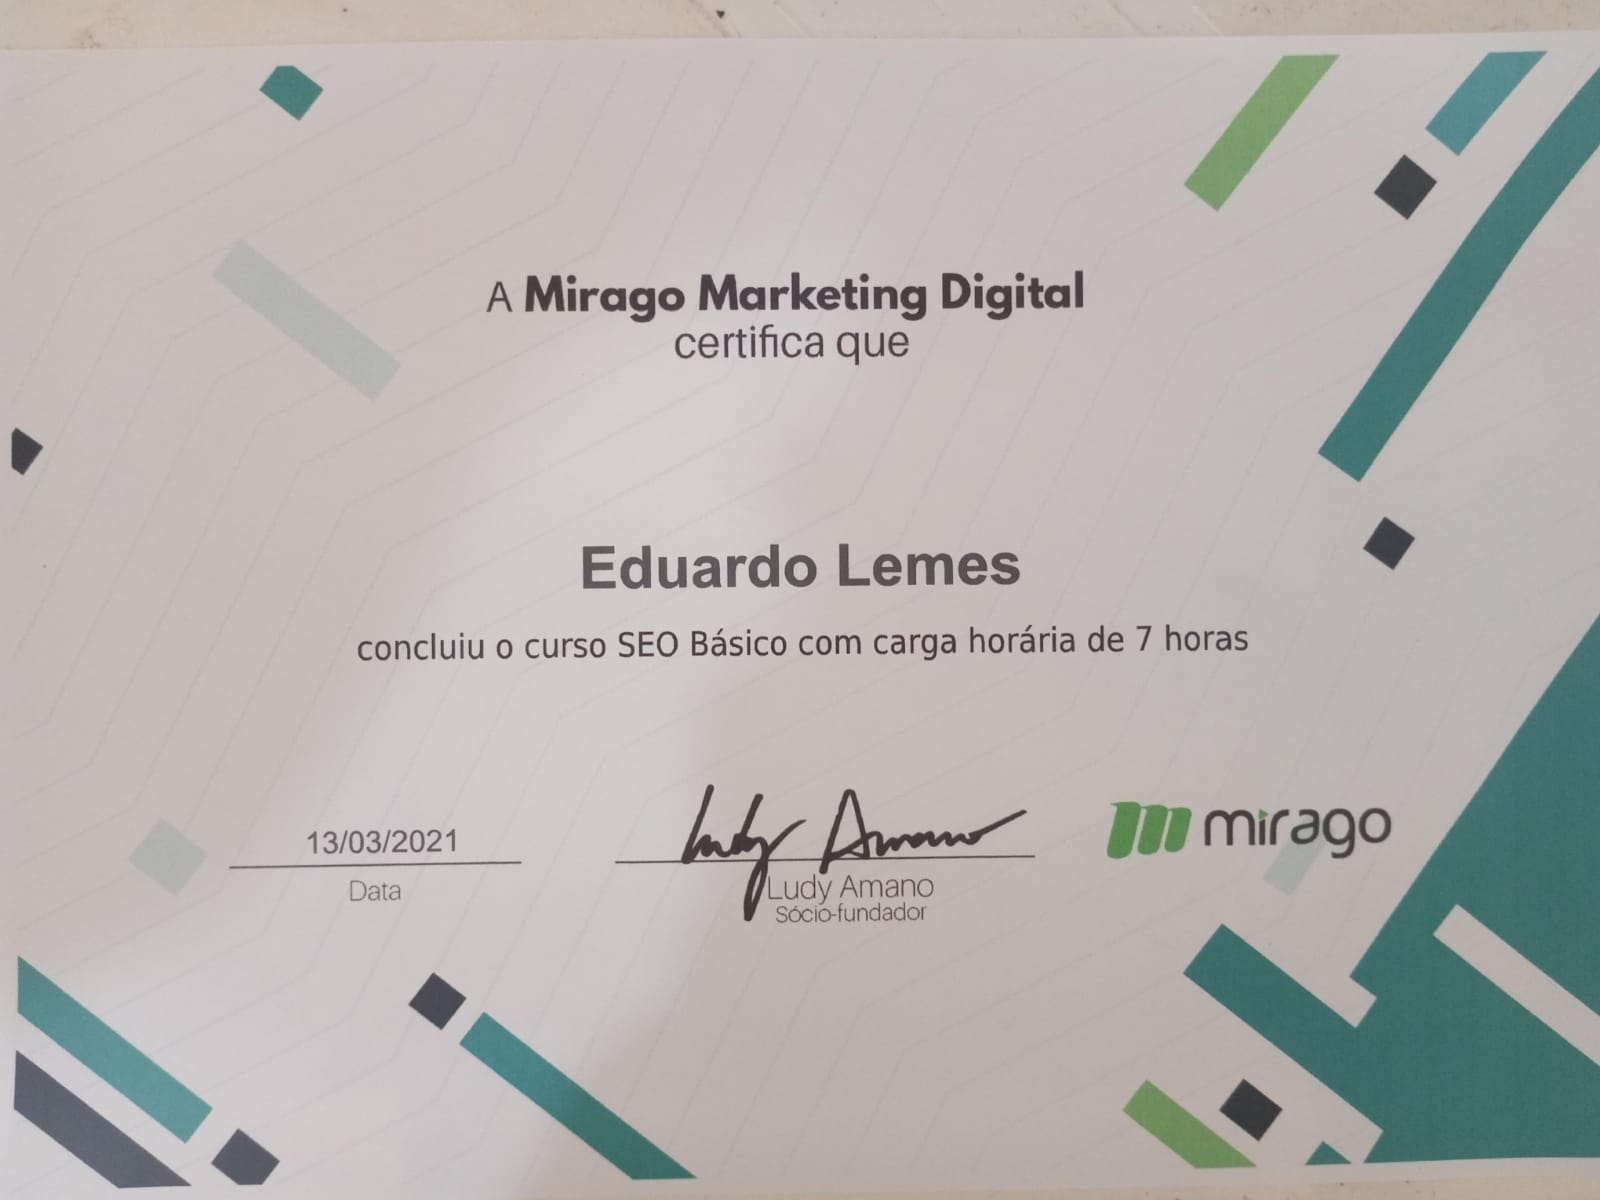 A Mirago Marketing Digital
certifica que
Eduardo Lemes
concluiu o curso SEO Básico com carga horária de 7 horas
13/03/2021
Data
Ludy Amano
Ludy Amano
Sócio-fundador
mirago